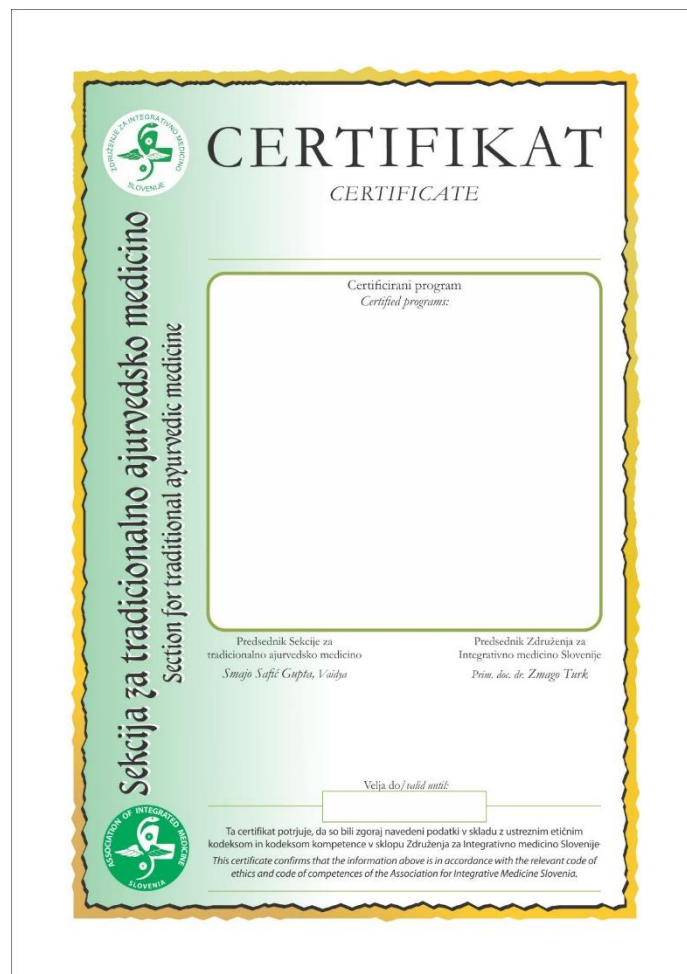 ZDRUŽENJE ZA INTEGRATIVNO MEDICINO
SLOVENIJE
CERTIFIKAT
CERTIFICATE
Sekcija za tradicionalno ajurvedsko medicino
Section for traditional ayurvedic medicine
Certificirani program
Certified programs:
Predsednik Sekcije za
tradicionalno ajurvedsko medicino
Smajo Safić Gupta, Vaidya
Predsednik Združenja za
Integrativno medicino Slovenije
Prim. doc. dr. Zmago Turk
Velja do/valid until:
Ta certifikat potrjuje, da so bili zgoraj navedeni podatki v skladu z ustreznim etičnim
kodeksom in kodeksom kompetence v sklopu Združenja za Integrativno medicino Slovenije
This certificate confirms that the information above is in accordance with the relevant code of
ethics and code of competences of the Association for Integrative Medicine Slovenia.
ASSOCIATION OF INTEGRATED MEDICINE
SLOVENIA